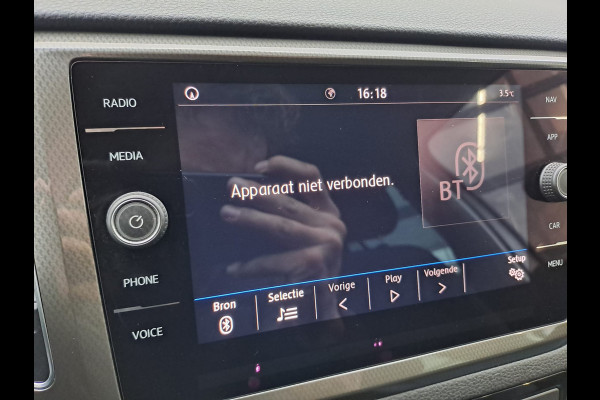 RADIO
MEDIA
PHONE
VOICE
16:18
3.5°C
Apparaat niet verbonden.
BT
Bron
Selectie
Vorige
Play
Volgende
Setup
NAV
APP
CAR
MENU